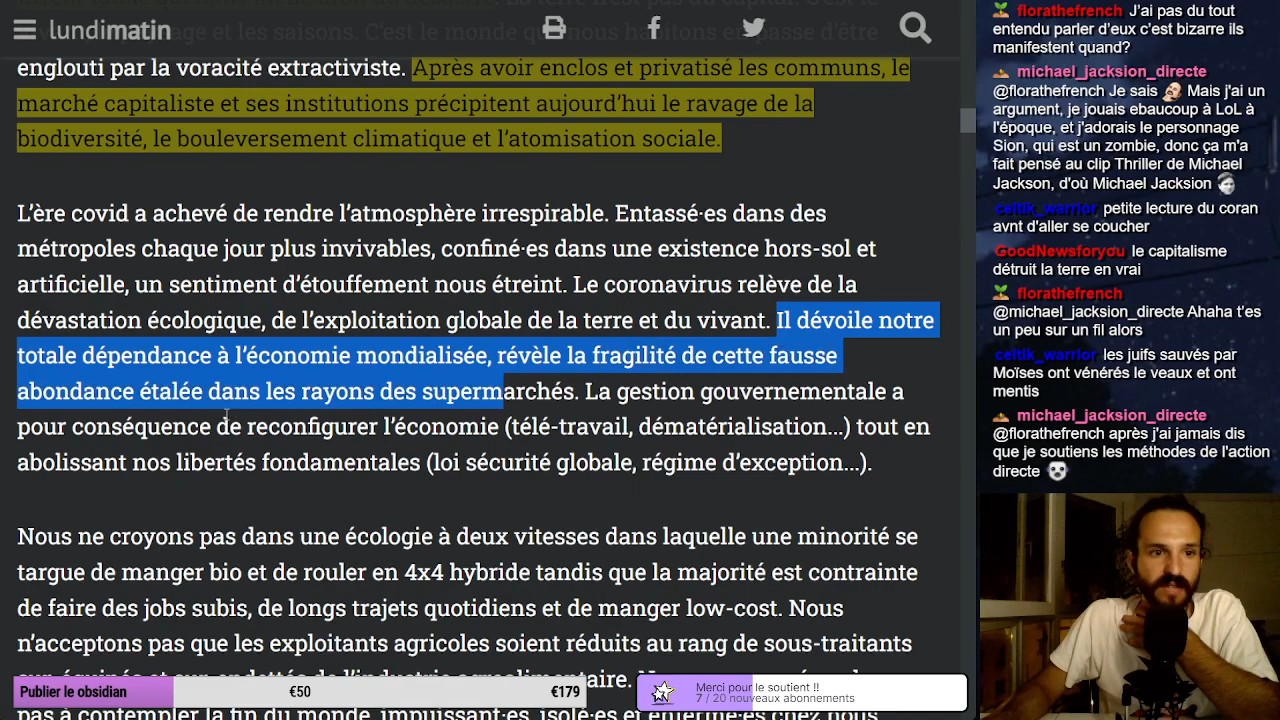 lundimatin
englouti par la voracité extractiviste. Après avoir enclos et privatisé les communs, le
marché capitaliste et ses institutions précipitent aujourd’hui le ravage de la
biodiversité, le bouleversement climatique et l’atomisation sociale.
L’ère covid a achevé de rendre l’atmosphère irrespirable. Entassé·es dans des
métropoles chaque jour plus invivables, confiné·es dans une existence hors-sol et
artificielle, un sentiment d’étouffement nous étreint. Le coronavirus relève de la
dévastation écologique, de l’exploitation globale de la terre et du vivant. Il dévoile notre
totale dépendance à l’économie mondialisée, révèle la fragilité de cette fausse
abondance étalée dans les rayons des supermarchés. La gestion gouvernementale a
pour conséquence de reconfigurer l’économie (télé-travail, dématérialisation...) tout en
abolissant nos libertés fondamentales (loi sécurité globale, régime d’exception...).
Nous ne croyons pas dans une écologie à deux vitesses dans laquelle une minorité se
targue de manger bio et de rouler en 4x4 hybride tandis que la majorité est contrainte
de faire des jobs subis, de longs trajets quotidiens et de manger low-cost. Nous
n’acceptons pas que les exploitants agricoles soient réduits au rang de sous-traitants
Publier le obsidian
€50
€179
Merci pour le soutient !!
7 / 20 nouveaux abonnements
florathefrench J'ai pas du tout
entendu parler d'eux c'est bizarre ils
manifestent quand?
michael_jacksion_directe
@florathefrench Je sais Mais j'ai un
argument, je jouais ebaucoup à LoL à
l'époque, et j'adorais le personnage
Sion, qui est un zombie, donc ça m'a
fait pensé au clip Thriller de Michael
Jackson, d'où Michael Jacksion
celtik_warrior petite lecture du coran
avnt d'aller se coucher
GoodNewsforyou le capitalisme
détruit la terre en vrai
florathefrench
@michael_jacksion_directe Ahaha t'es
un peu sur un fil alors
celtik_warrior les juifs sauvés par
Moïses ont vénérés le veaux et ont
mentis
michael_jacksion_directe
@florathefrench après j'ai jamais dis
que je soutiens les méthodes de l'action
directe